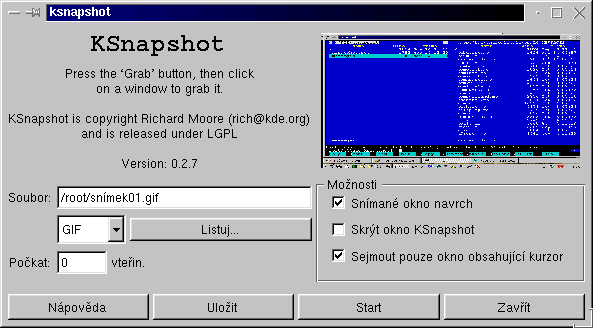 ksnapshot
KSnapshot
Press the ‘Grab’ button, then click
on a window to grab it.
KSnapshot is copyright Richard Moore (rich@kde.org)
and is released under LGPL
Version: 0.2.7
Soubor: /root/snímek01.gif
GIF
Listuj...
Počkat: 0 vteřin.
Možnosti
Snímané okno navrch
Skrýt okno KSnapshot
Sejmout pouze okno obsahující kurzor
Nápověda
Uložit
Start
Zavřít